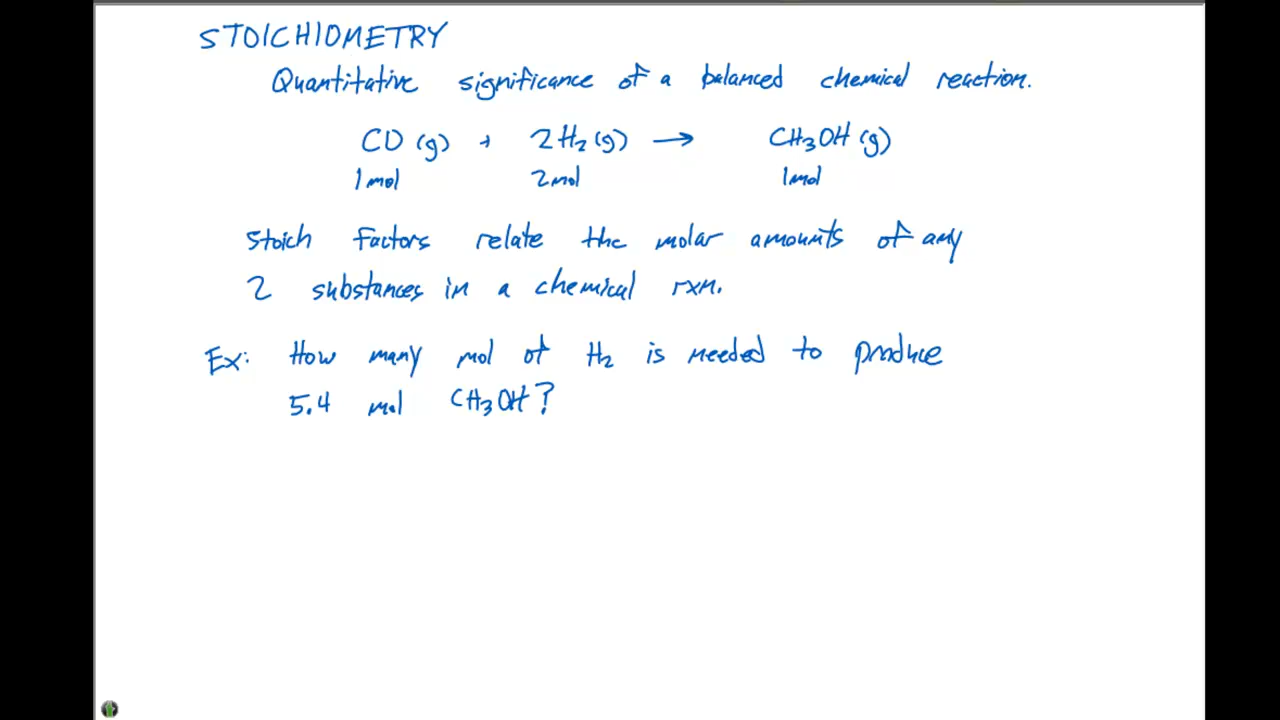 STOICHIOMETRY
Quantitative significance of a balanced chemical reaction.
CO (g) + 2H₂(g) → CH₃OH (g)
1mol 2mol 1mol
Stoich factors relate the molar amounts of any
2 substances in a chemical rxn.
Ex: How many mol of H₂ is needed to produce
5.4 mol CH₃OH?